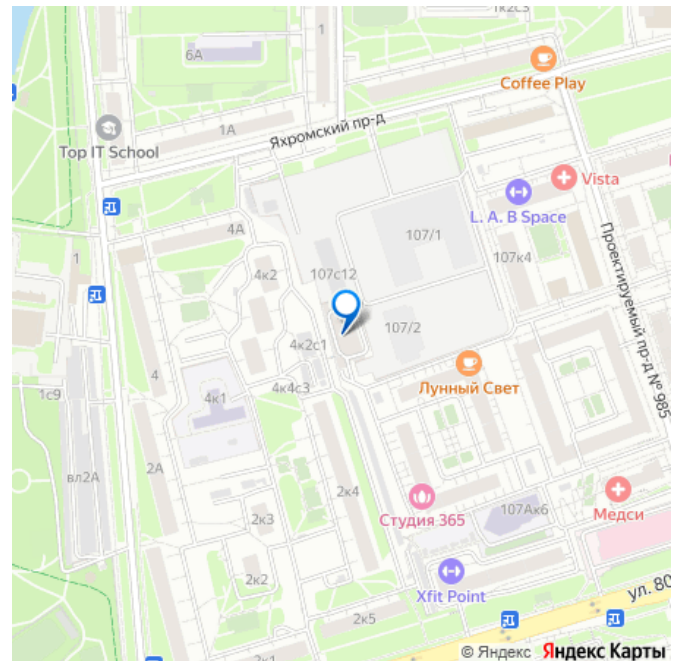 1к2с3
1
6А
Coffee Play
Яхромский пр-д
1А
Top IT School
Vista
L. A. B Space
4А
107/1
1
107с12
4к2
107к4
Проектируемый пр-д № 985
107/2
4к2с1
Лунный Свет
4
4к4с3
1с9
4к1
2А
вл2А
2к4
Студия 365
107Ак6
Медси
2к3
Xfit Point
2к2
ул. 80
2к5
2к1
© Яндекс Яндекс Карты